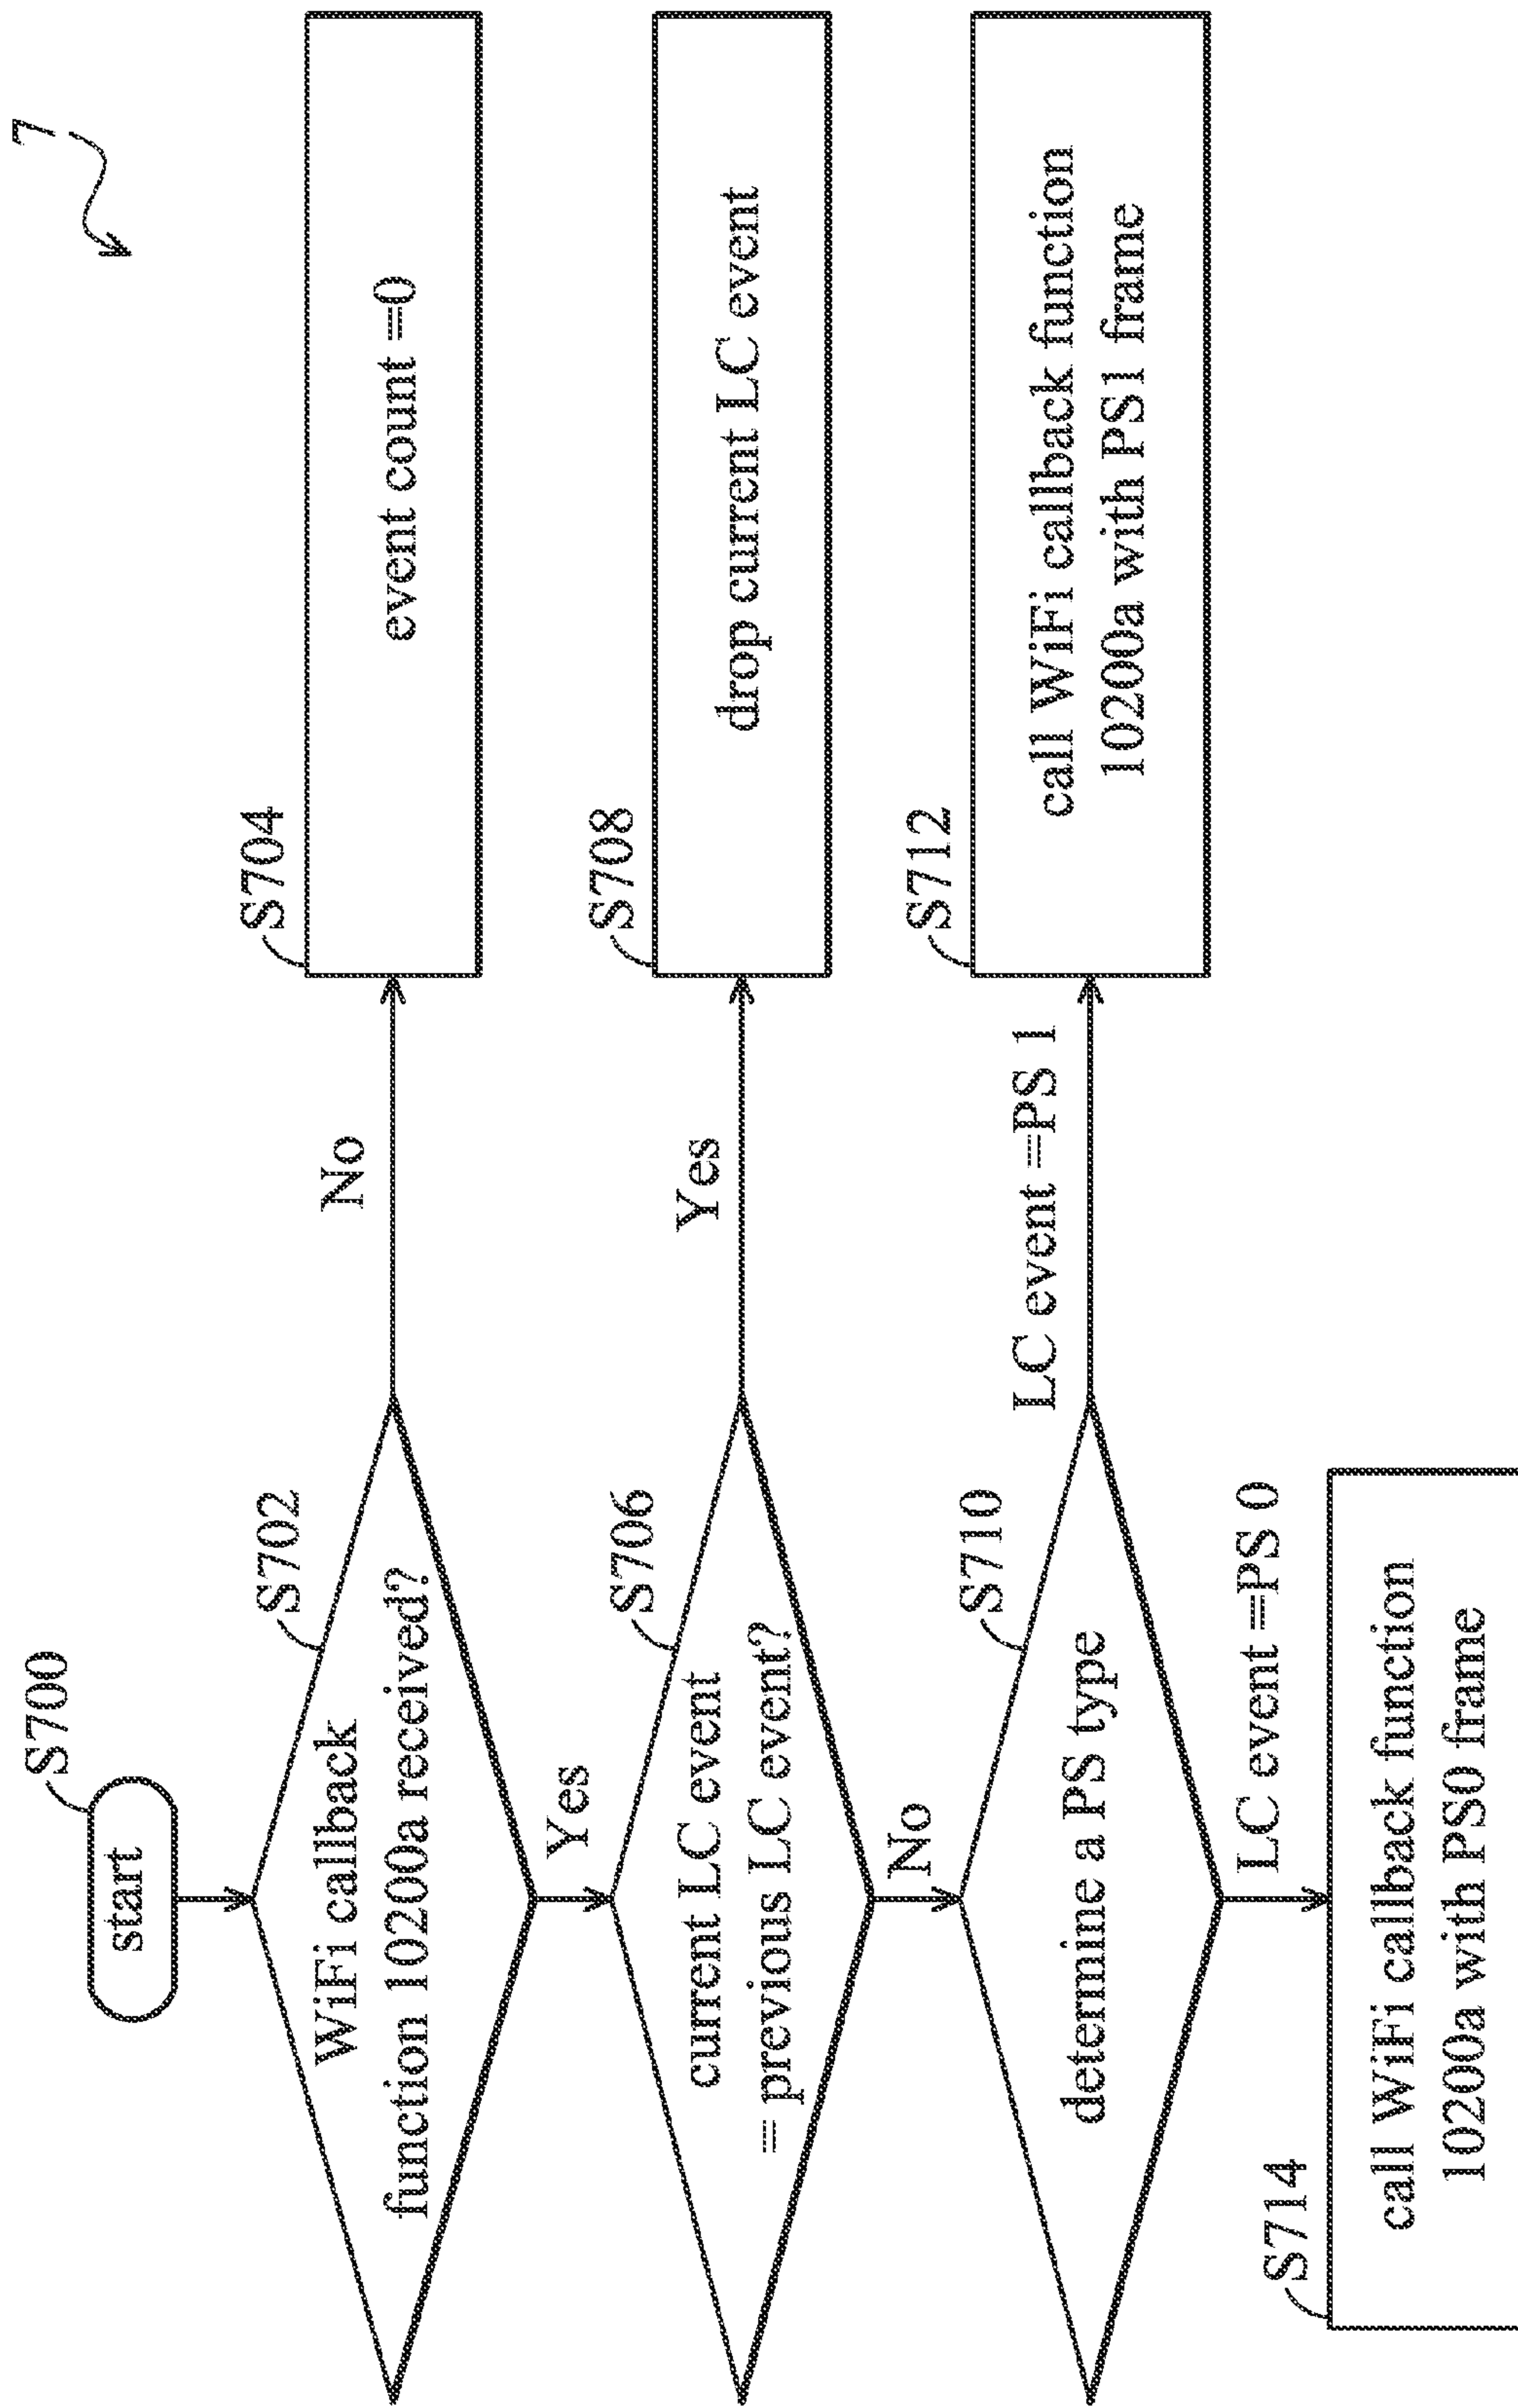 7
S700
start
S702
WiFi callback
function 10200a received?
No
S704
event count =0
Yes
S706
current LC event
= previous LC event?
Yes
S708
drop current LC event
No
S710
determine a PS type
LC event =PS 1
S712
call WiFi callback function
10200a with PS1 frame
LC event =PS 0
S714
call WiFi callback function
10200a with PS0 frame